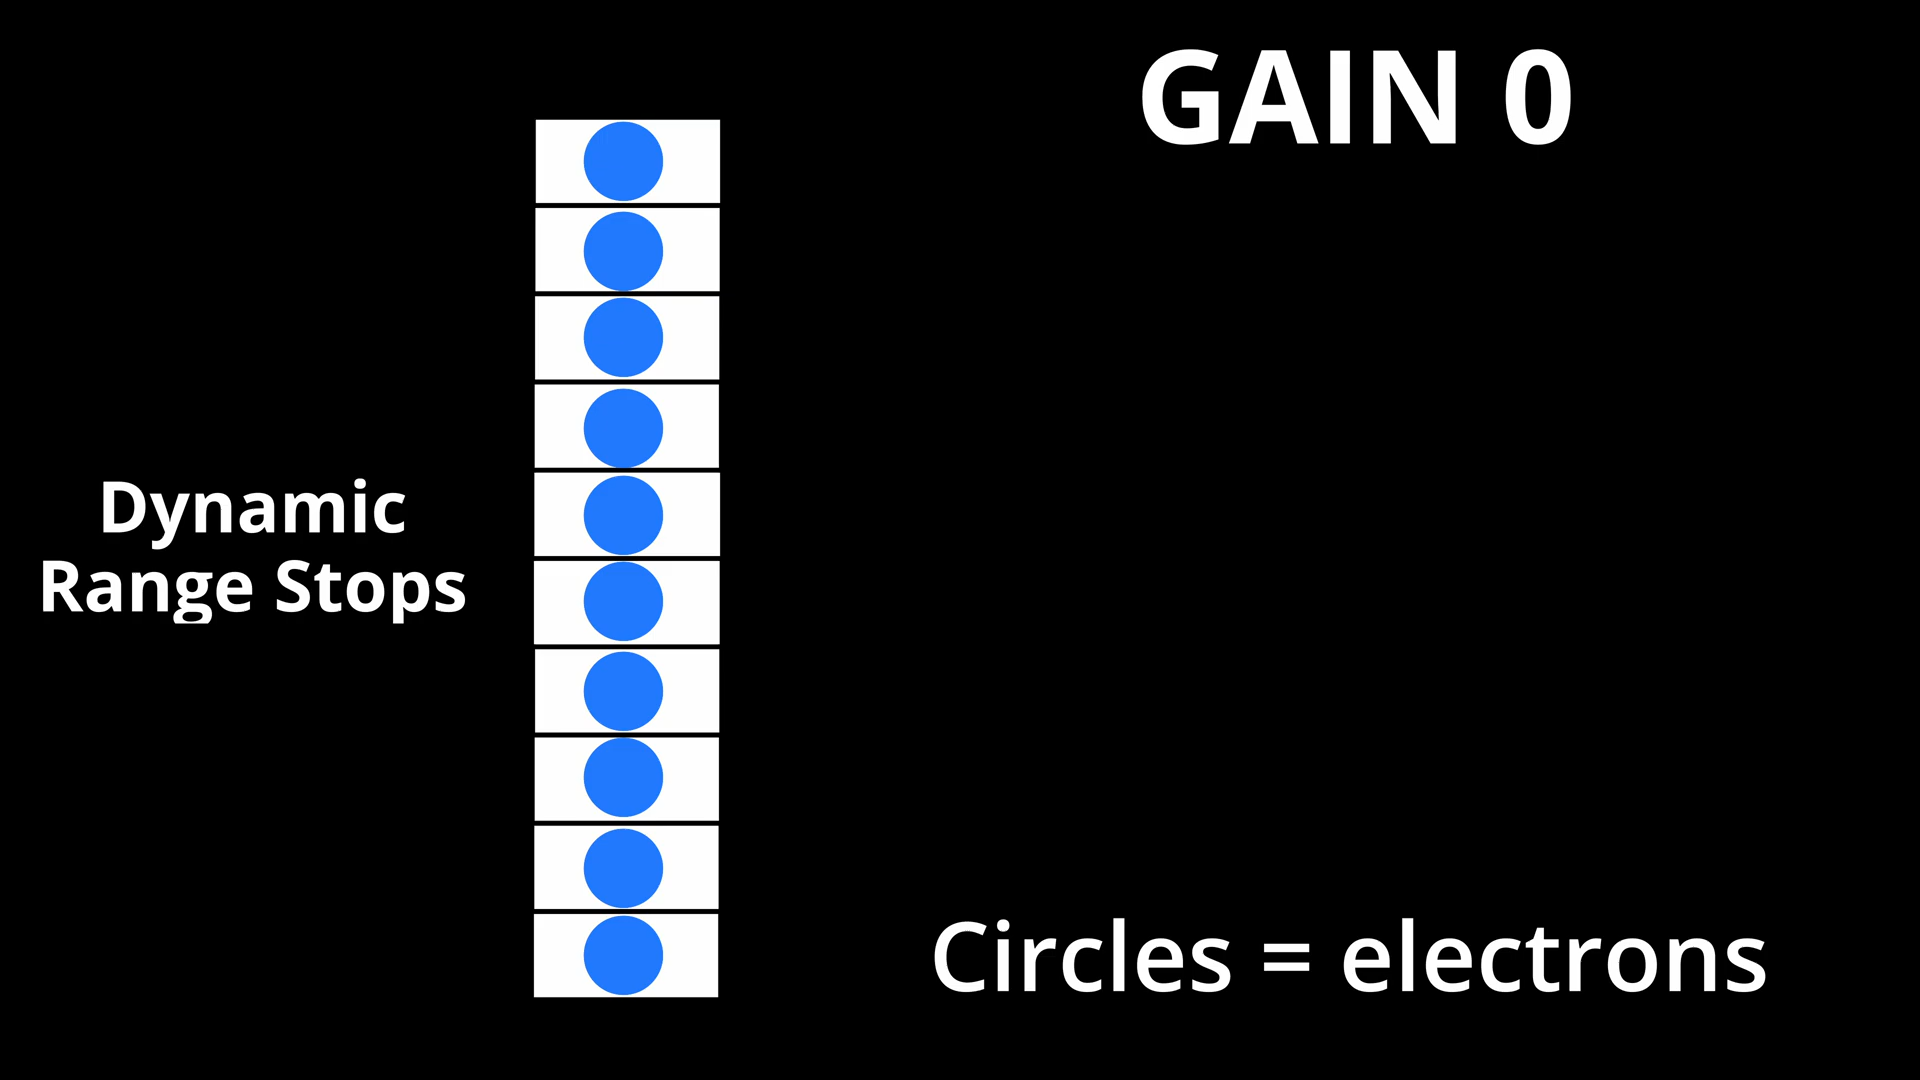 GAIN 0
Dynamic
Range Stops
Circles = electrons